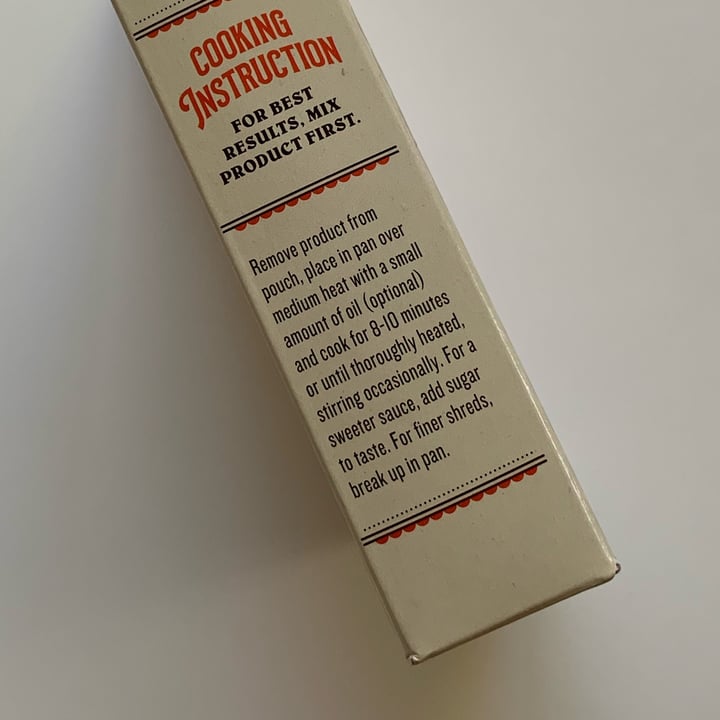 COOKING
INSTRUCTION
FOR BEST
RESULTS, MIX
PRODUCT FIRST.
Remove product from
pouch, place in pan over
medium heat with a small
amount of oil (optional)
and cook for 8-10 minutes
or until thoroughly heated,
stirring occasionally. For a
sweeter sauce, add sugar
to taste. For finer shreds,
break up in pan.